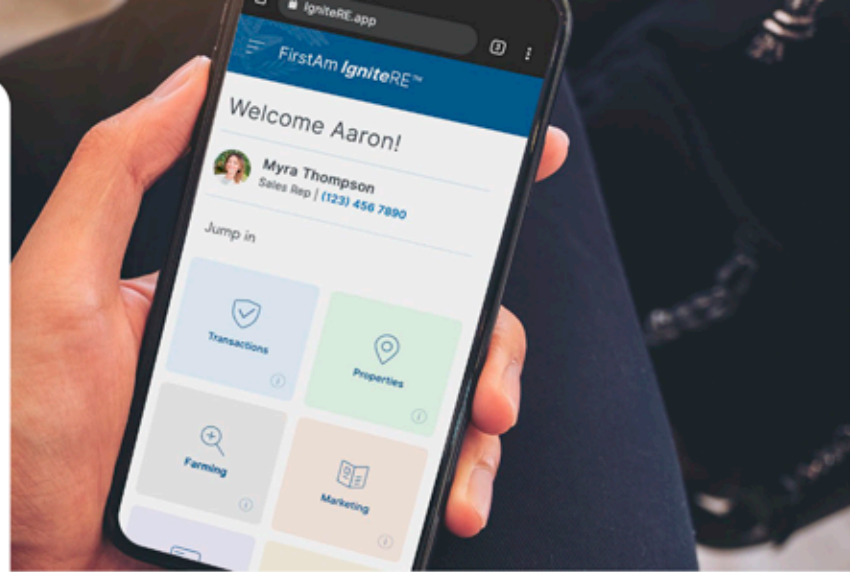 IgniteRE.app
3
FirstAm IgniteRE™
Welcome Aaron!
Myra Thompson
Sales Rep | (123) 456 7890
Jump in
Transactions
Properties
Farming
Marketing